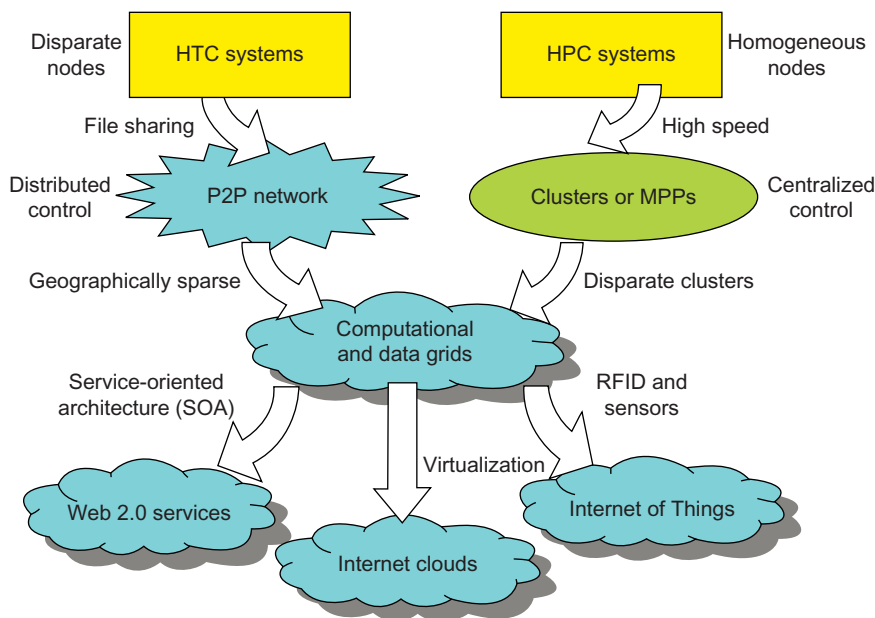 Disparate
nodes
HTC systems
HPC systems
Homogeneous
nodes
File sharing
High speed
Distributed
control
P2P network
Clusters or MPPs
Centralized
control
Geographically sparse
Disparate clusters
Computational
and data grids
Service-oriented
architecture (SOA)
RFID and
sensors
Virtualization
Web 2.0 services
Internet of Things
Internet clouds